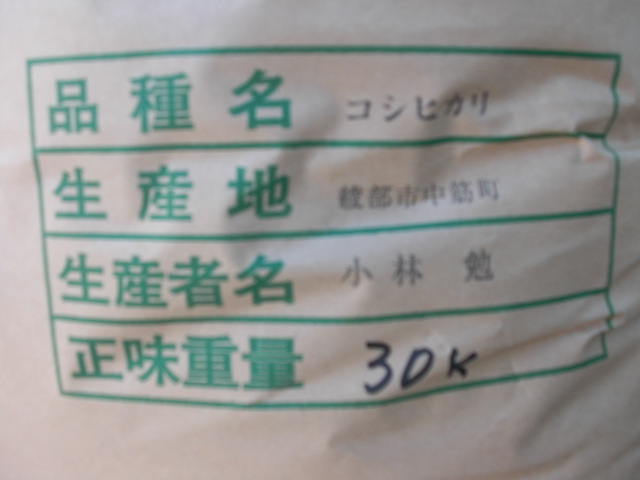 品種名 コシヒカリ
生産地 綾部市中筋町
生産者名 小林 勉
正味重量 30K